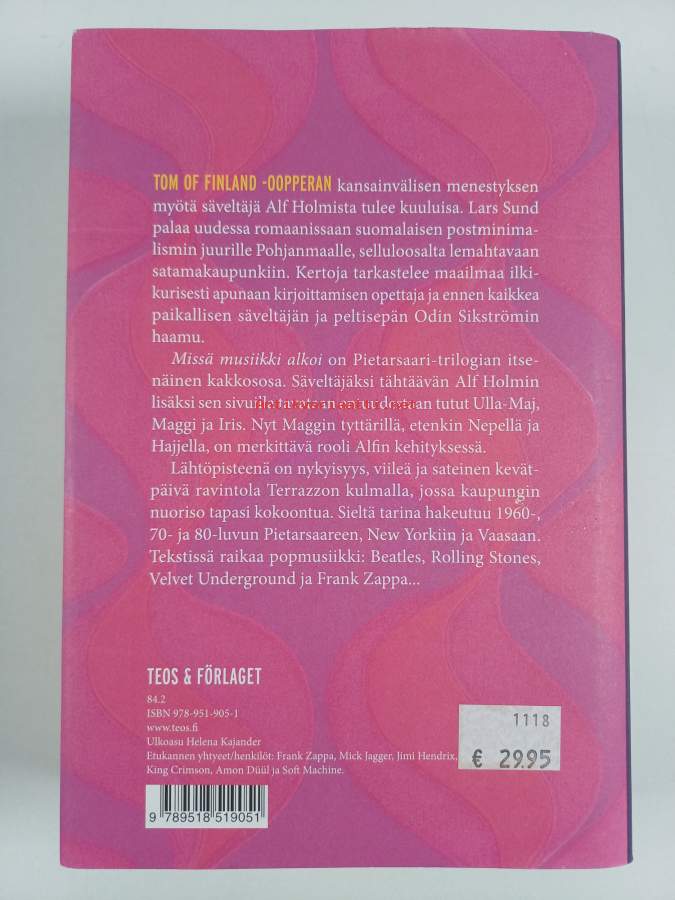 TOM OF FINLAND -OOPPERAN kansainvälisen menestyksen
myötä säveltäjä Alf Holmista tulee kuuluisa. Lars Sund
palaa uudessa romaanissaan suomalaisen postminima-
lismin juurille Pohjanmaalle, selluloosalta lemahtavaan
satamakaupunkiin. Kertoja tarkastelee maailmaa ilki-
kurisesti apunaan kirjoittamisen opettaja ja ennen kaikkea
paikallisen säveltäjän ja peltisepän Odin Sikströmin
haamu.
Missä musiikki alkoi on Pietarsaari-trilogian itse-
näinen kakkososa. Säveltäjäksi tähtäävän Alf Holmin
lisäksi sen sivuilla tutut Ulla-Maj,
Maggi ja Iris. Nyt Maggin tyttärillä, etenkin Nepellä ja
Hajjella, on merkittävä rooli Alfin kehityksessä.
Lähtöpisteenä on nykyisyys, viileä ja sateinen kevät-
päivä ravintola Terrazzon kulmalla, jossa kaupungin
nuoriso tapasi kokoontua. Sieltä tarina hakeutuu 1960-,
70- ja 80-luvun Pietarsaareen, New Yorkiin ja Vaasaan.
Tekstissä raikaa popmusiikki: Beatles, Rolling Stones,
Velvet Underground ja Frank Zappa...
TEOS & FÖRLAGET
84.2
ISBN 978-951-905-1
www.teos.fi
Ulkoasu Helena Kajander
Etukannen yhtyeet/henkilöt: Frank Zappa, Mick Jagger, Jimi Hendrix,
King Crimson, Amon Düül ja Soft Machine.
1118
€ 29.95
9 789518 519051